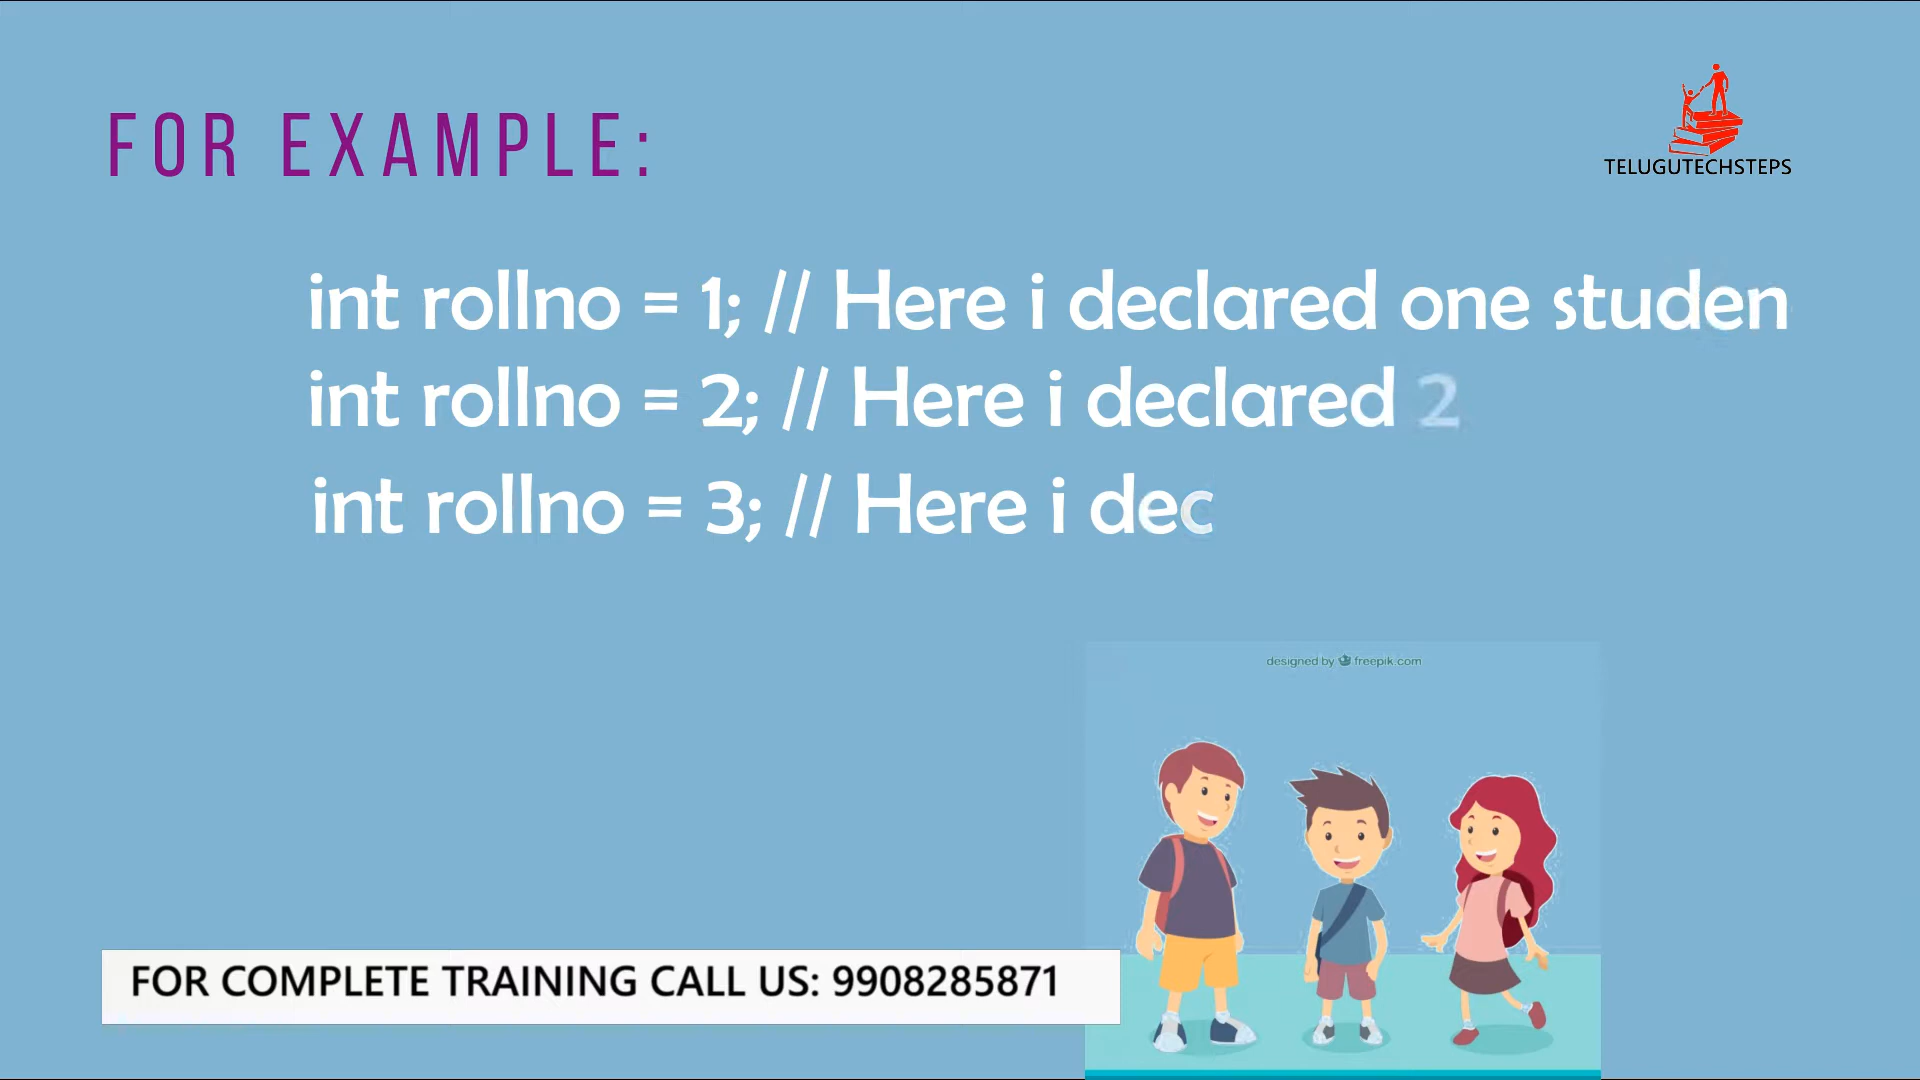 FOR EXAMPLE:
TELUGUTECHSTEPS
int rollno = 1; // Here i declared one studen
int rollno = 2; // Here i declared 2
int rollno = 3; // Here i dec
designed by freepik.com
FOR COMPLETE TRAINING CALL US: 9908285871